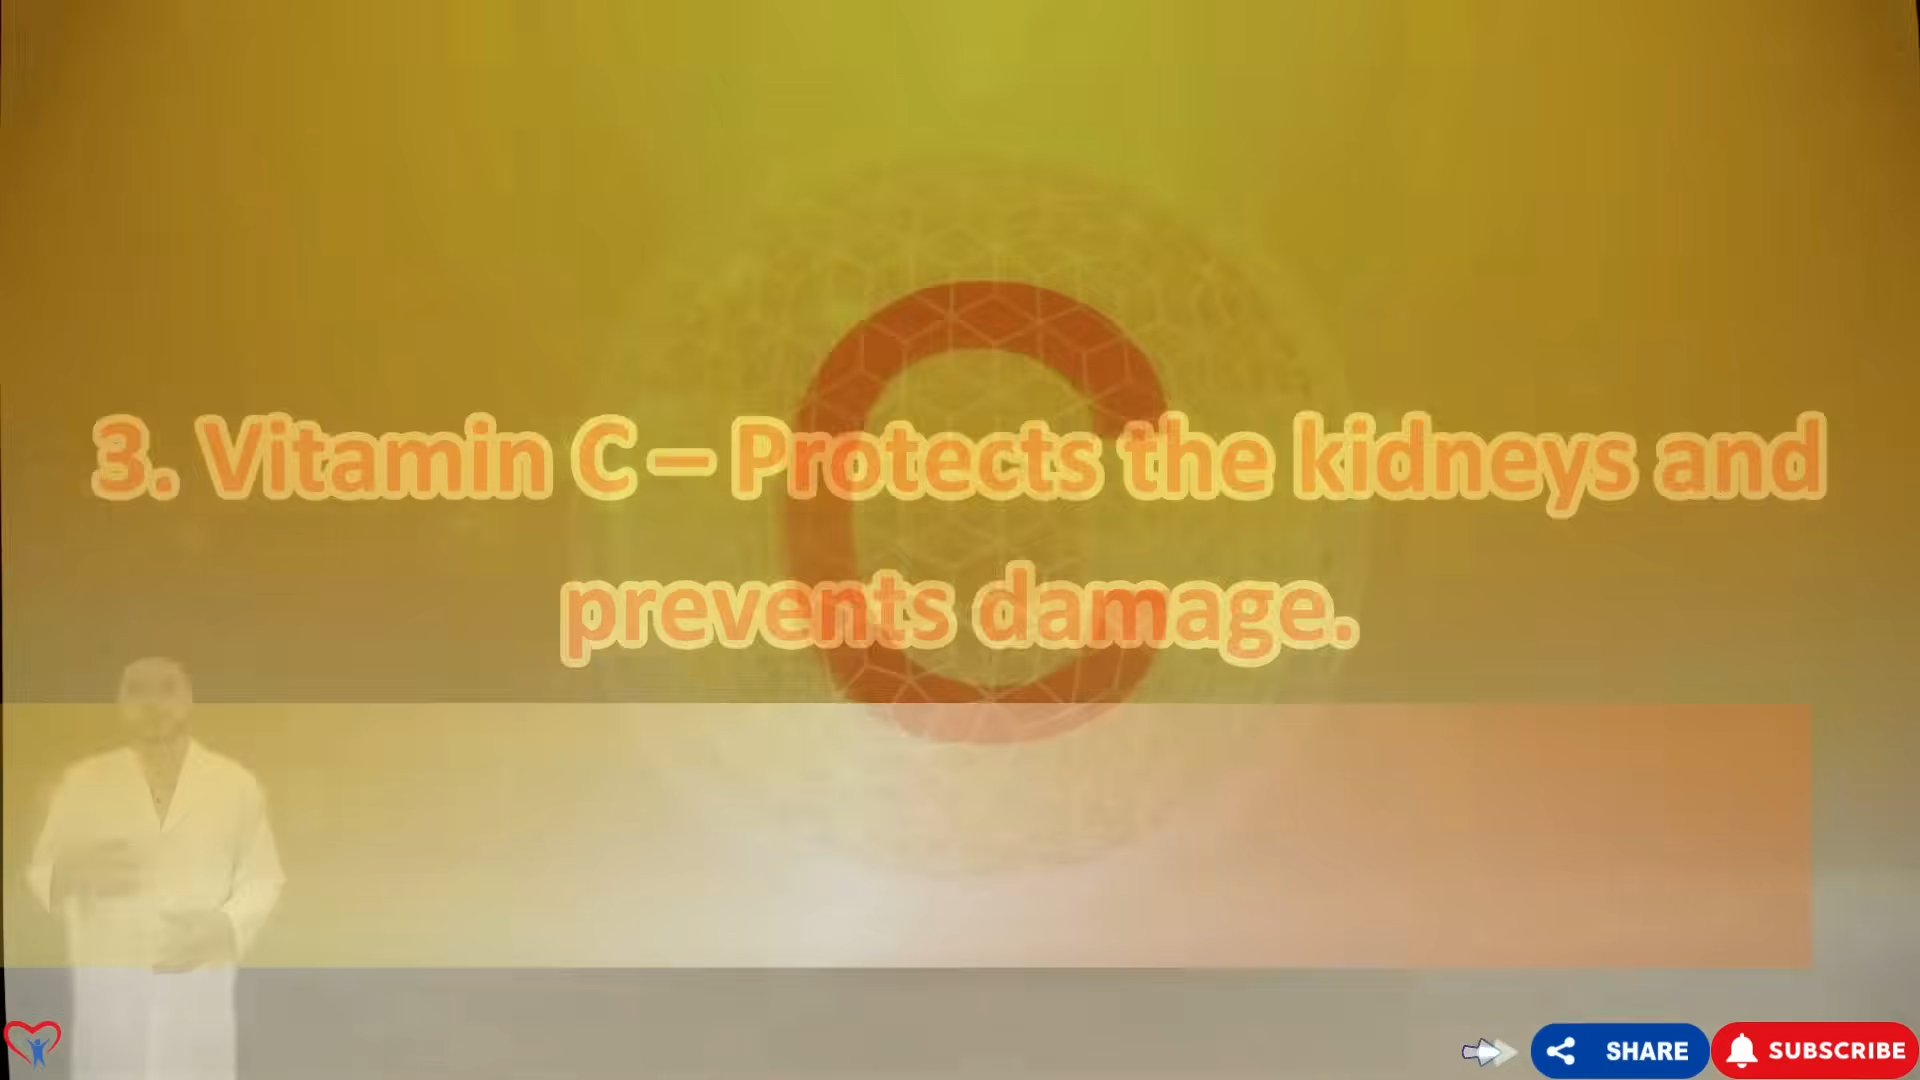 C
3. Vitamin C – Protects the kidneys and
prevents damage.
SHARE
SUBSCRIBE